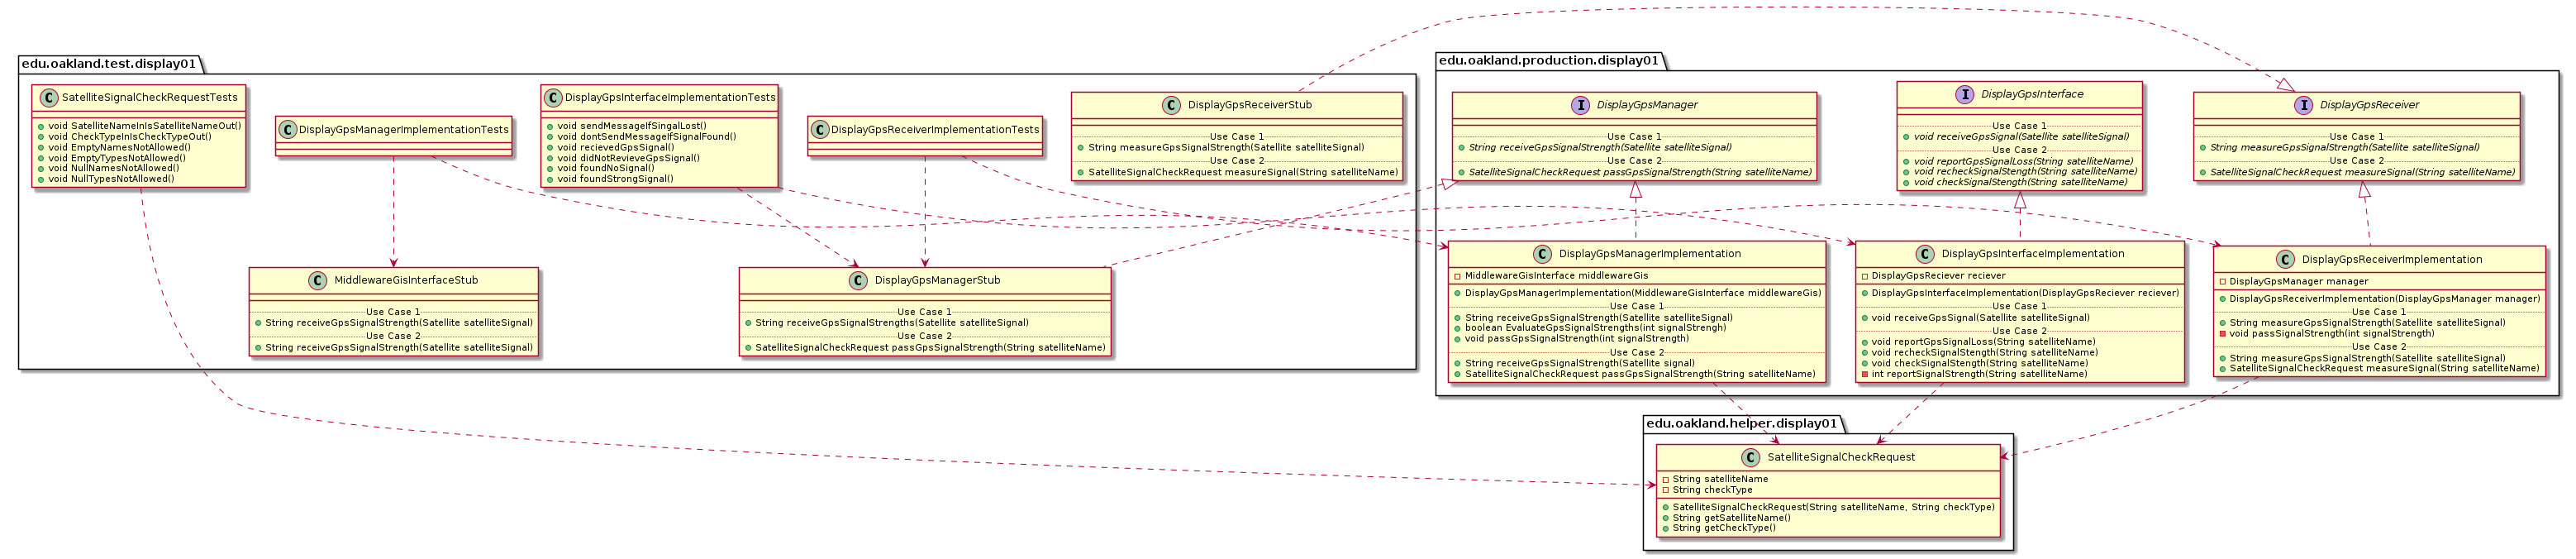 edu.oakland.test.display01
SatelliteSignalCheckRequestTests
void SatelliteNameInIsSatelliteNameOut()
void CheckTypeInIsCheckTypeOut()
void EmptyNamesNotAllowed()
void EmptyTypesNotAllowed()
void NullNamesNotAllowed()
void NullTypesNotAllowed()
DisplayGpsManagerImplementationTests
DisplayGpsInterfaceImplementationTests
void sendMessageIfSingalLost()
void dontSendMessageIfSignalFound()
void recievedGpsSignal()
void didNotRevieveGpsSignal()
void foundNoSignal()
void foundStrongSignal()
DisplayGpsReceiverImplementationTests
DisplayGpsReceiverStub
Use Case 1
String measureGpsSignalStrength(Satellite satelliteSignal)
Use Case 2
SatelliteSignalCheckRequest measureSignal(String satelliteName)
MiddlewareGisInterfaceStub
Use Case 1
String receiveGpsSignalStrength(Satellite satelliteSignal)
Use Case 2
String receiveGpsSignalStrength(Satellite satelliteSignal)
DisplayGpsManagerStub
Use Case 1
String receiveGpsSignalStrengths(Satellite satelliteSignal)
Use Case 2
SatelliteSignalCheckRequest passGpsSignalStrength(String satelliteName)
edu.oakland.production.display01
I DisplayGpsManager
Use Case 1
String receiveGpsSignalStrength(Satellite satelliteSignal)
Use Case 2
SatelliteSignalCheckRequest passGpsSignalStrength(String satelliteName)
I DisplayGpsInterface
Use Case 1
void receiveGpsSignal(Satellite satelliteSignal)
Use Case 2
void reportGpsSignalLoss(String satelliteName)
void recheckSignalStength(String satelliteName)
void checkSignalStength(String satelliteName)
I DisplayGpsReceiver
Use Case 1
String measureGpsSignalStrength(Satellite satelliteSignal)
Use Case 2
SatelliteSignalCheckRequest measureSignal(String satelliteName)
DisplayGpsManagerImplementation
MiddlewareGisInterface middlewareGis
DisplayGpsManagerImplementation(MiddlewareGisInterface middlewareGis)
Use Case 1
String receiveGpsSignalStrength(Satellite satelliteSignal)
boolean EvaluateGpsSignalStrengths(int signalStrengh)
void passGpsSignalStrength(int signalStrength)
Use Case 2
String receiveGpsSignalStrength(Satellite signal)
SatelliteSignalCheckRequest passGpsSignalStrength(String satelliteName)
DisplayGpsInterfaceImplementation
DisplayGpsReciever reciever
DisplayGpsInterfaceImplementation(DisplayGpsReciever reciever)
Use Case 1
void receiveGpsSignal(Satellite satelliteSignal)
Use Case 2
void reportGpsSignalLoss(String satelliteName)
void recheckSignalStength(String satelliteName)
void checkSignalStength(String satelliteName)
int reportSignalStrength(String satelliteName)
DisplayGpsReceiverImplementation
DisplayGpsManager manager
DisplayGpsReceiverImplementation(DisplayGpsManager manager)
Use Case 1
String measureGpsSignalStrength(Satellite satelliteSignal)
void passSignalStrength(int signalStrength)
Use Case 2
String measureGpsSignalStrength(Satellite satelliteSignal)
SatelliteSignalCheckRequest measureSignal(String satelliteName)
edu.oakland.helper.display01
SatelliteSignalCheckRequest
String satelliteName
String checkType
SatelliteSignalCheckRequest(String satelliteName, String checkType)
String getSatelliteName()
String getCheckType()